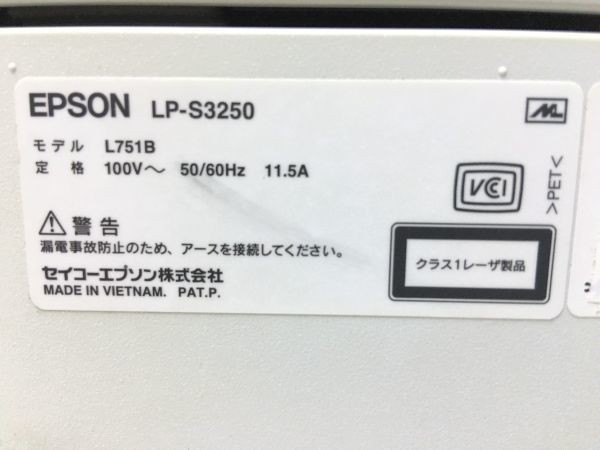 EPSON LP-S3250
モデル L751B
定格 100V～ 50/60Hz 11.5A
VCCI
>PET<
⚠ 警告
漏電事故防止のため、アースを接続してください。
クラス1レーザ製品
セイコーエプソン株式会社
MADE IN VIETNAM. PAT.P.